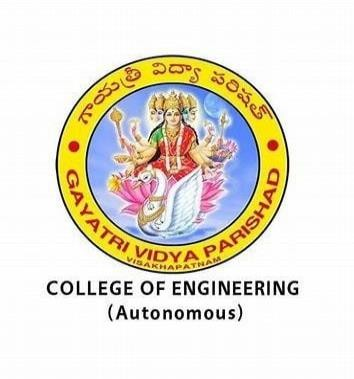 గాయత్రీ విద్యా పరిషత్
GAYATRI VIDYA PARISHAD
VISAKHAPATNAM
COLLEGE OF ENGINEERING
(Autonomous)